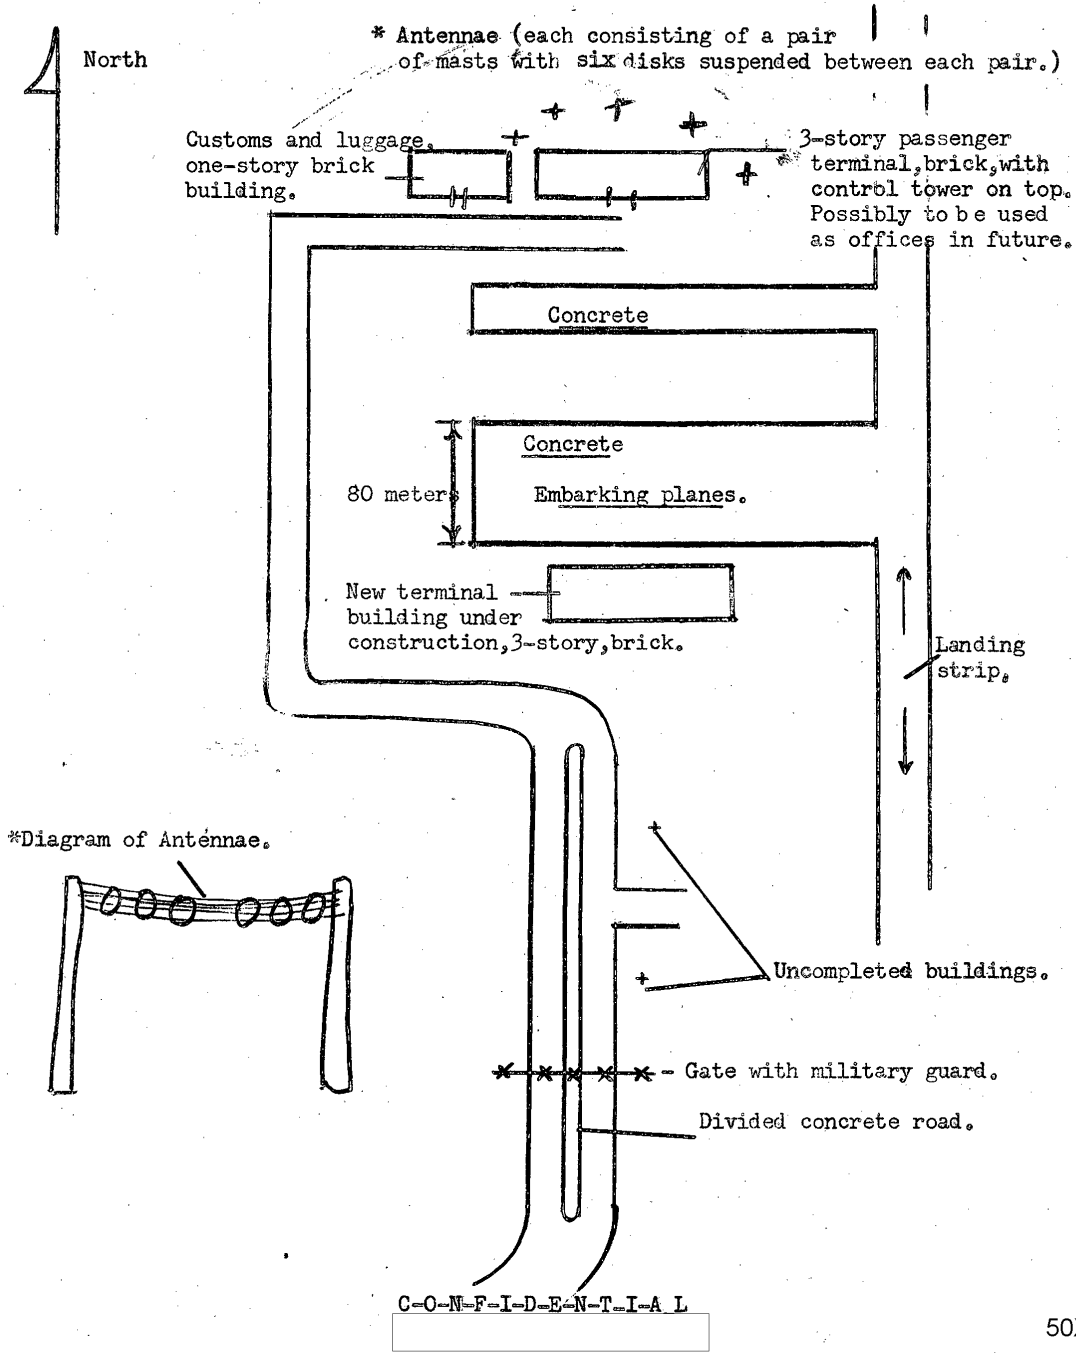 North
* Antennae (each consisting of a pair
of masts with six disks suspended between each pair.)
Customs and luggage,
one-story brick
building.
3-story passenger
terminal,brick,with
control tower on top.
Possibly to be used
as offices in future.
Concrete
Concrete
80 meters
Embarking planes.
New terminal
building under
construction,3-story,brick.
Landing
strip.
*Diagram of Antennae.
Uncompleted buildings.
- Gate with military guard.
Divided concrete road.
C-O-N-F-I-D-E-N-T-I-A L